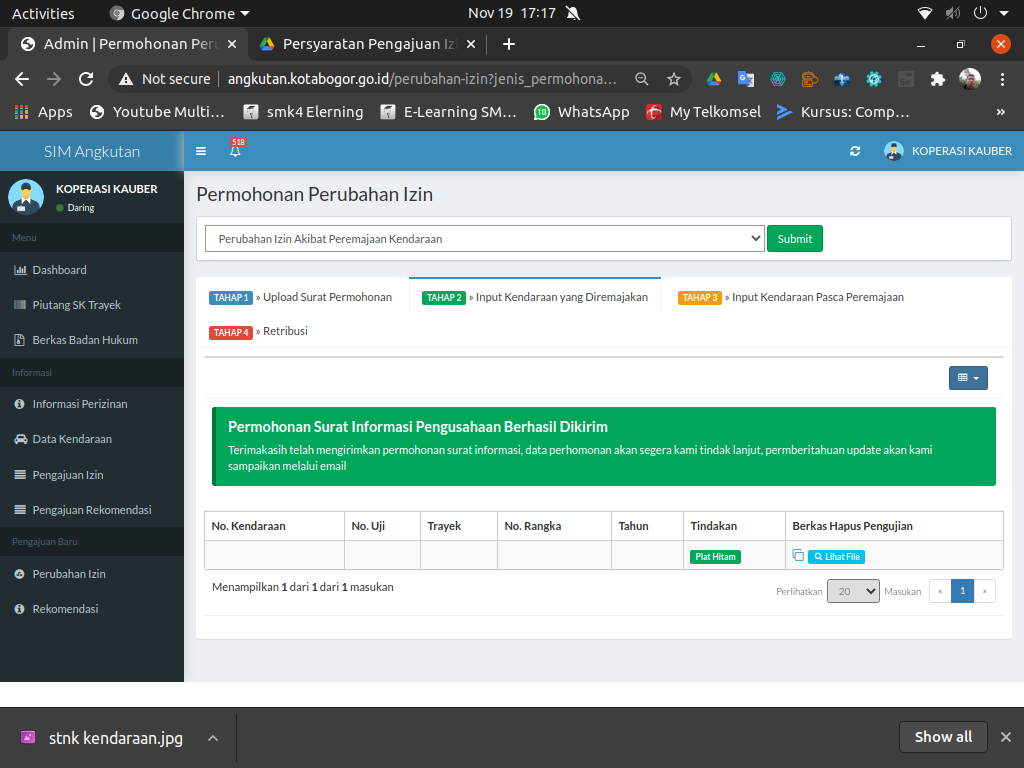 Activities
Google Chrome
Nov 19 17:17
Admin | Permohonan Peru
Persyaratan Pengajuan Izi
Not secure
angkutan.kotabogor.go.id/perubahan-izin?jenis_permohona...
Apps
Youtube Multi...
smk4 Elerning
E-Learning SM...
10
WhatsApp
My Telkomsel
Kursus: Comp...
»
SIM Angkutan
518
KOPERASI KAUBER
KOPERASI KAUBER
Daring
Menu
Dashboard
Piutang SK Trayek
Berkas Badan Hukum
Informasi
Informasi Perizinan
Data Kendaraan
Pengajuan Izin
Pengajuan Rekomendasi
Pengajuan Baru
Perubahan Izin
Rekomendasi
Permohonan Perubahan Izin
Perubahan Izin Akibat Peremajaan Kendaraan
Submit
TAHAP 1 » Upload Surat Permohonan
TAHAP 2 » Input Kendaraan yang Diremajakan
TAHAP 3 » Input Kendaraan Pasca Peremajaan
TAHAP 4 » Retribusi
Permohonan Surat Informasi Pengusahaan Berhasil Dikirim
Terimakasih telah mengirimkan permohonan surat informasi, data perhomonan akan segera kami tindak lanjut, permberitahuan update akan kami
sampaikan melalui email
No. Kendaraan
No. Uji
Trayek
No. Rangka
Tahun
Tindakan
Berkas Hapus Pengujian
Plat Hitam
Lihat File
Menampilkan 1 dari 1 dari 1 masukan
Perlihatkan
20
Masukan
«
1
»
stnk kendaraan.jpg
Show all